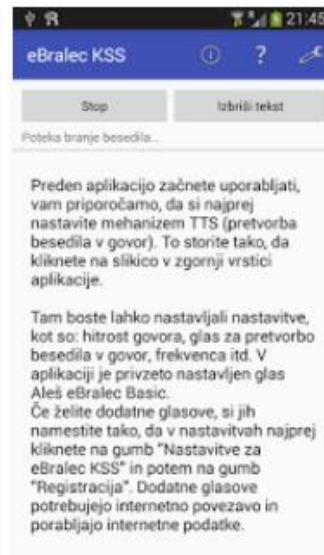 21:45
eBralec KSS
Stop
Izbriši tekst
Poteka branje besedila...
Preden aplikacijo začnete uporabljati,
vam priporočamo, da si najprej
nastavite mehanizem TTS (pretvorba
besedila v govor). To storite tako, da
kliknete na slikico v zgornji vrstici
aplikacije.
Tam boste lahko nastavljali nastavitve,
kot so: hitrost govora, glas za pretvorbo
besedila v govor, frekvenca itd. V
aplikaciji je privzeto nastavljen glas
Aleš eBralec Basic.
Če želite dodatne glasove, si jih
namestite tako, da v nastavitvah najprej
kliknete na gumb "Nastavitve za
eBralec KSS" in potem na gumb
"Registracija". Dodatne glasove
potrebujejo internetno povezavo in
porabljajo internetne podatke.